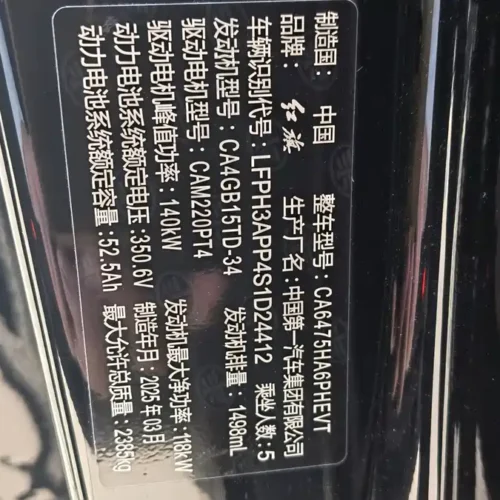 制造国：中国 整车型号：CA6475HA6PHEVT
品牌：红旗 生产厂名：中国第一汽车集团有限公司
车辆识别代号：LFPH3APP4S1D24412 乘坐人数：5
发动机型号：CA4GB15TD-34 发动机排量：1498mL
驱动电机型号：CAM220PT4 发动机最大净功率：118kW
驱动电机峰值功率：140kW 制造年月：2025年03月
动力电池系统额定电压：350.6V 最大允许总质量：2385kg
动力电池系统额定容量：52.5Ah